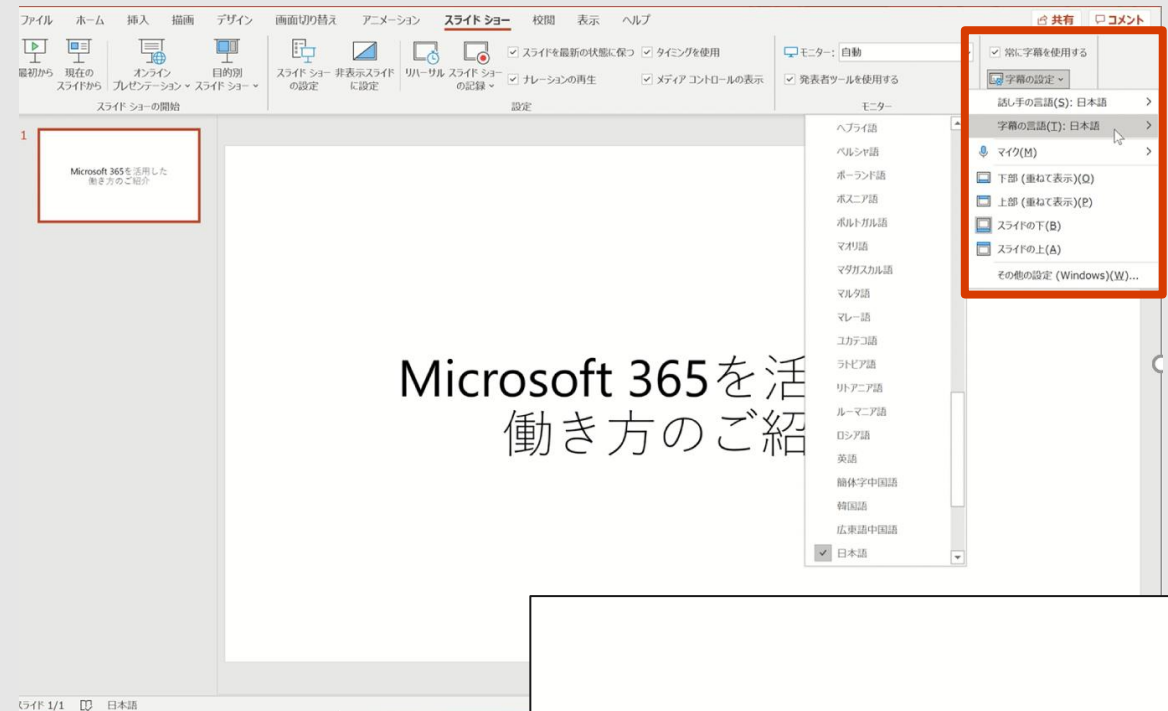 ファイル ホーム 挿入 描画 デザイン 画面切り替え アニメーション スライド ショー 校閲 表示 ヘルプ 共有 コメント
最初から
現在の
スライドから
オンライン
プレゼンテーション
目的別
スライド ショー
スライド ショーの開始
スライド ショー
の設定
非表示スライド
に設定
リハーサル
スライド ショー
の記録
スライドを最新の状態に保つ タイミングを使用
ナレーションの再生 メディア コントロールの表示
設定
モニター: 自動
発表者ツールを使用する
モニター
常に字幕を使用する
字幕の設定
話し手の言語(S): 日本語
字幕の言語(T): 日本語
マイク(M)
下部 (重ねて表示)(O)
上部 (重ねて表示)(P)
スライドの下(B)
スライドの上(A)
その他の設定 (Windows)(W)...
ヘブライ語
ペルシャ語
ポーランド語
ボスニア語
ポルトガル語
マオリ語
マダガスカル語
マルタ語
マレー語
ユカテコ語
ラトビア語
リトアニア語
ルーマニア語
ロシア語
英語
簡体字中国語
韓国語
広東語中国語
日本語
1
Microsoft 365を活用した
働き方のご紹介
Microsoft 365を活
働き方のご紹
スライド 1/1 日本語